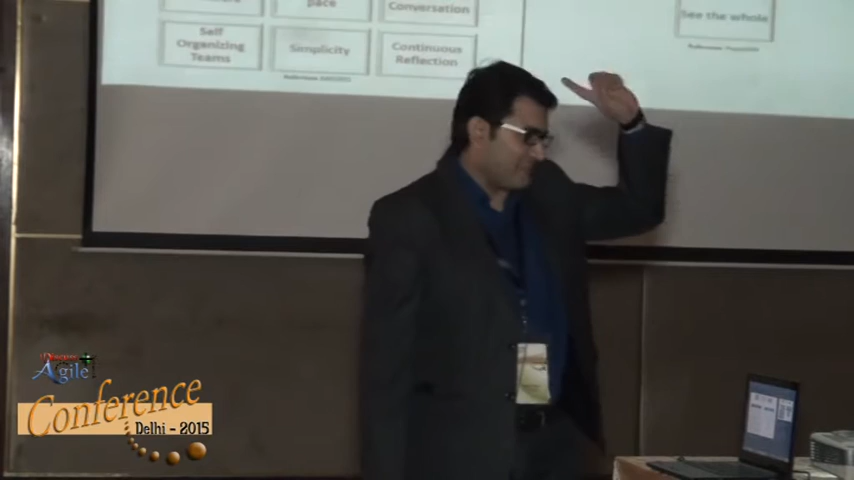 pace
Conversation
See the whole
Self
Organizing
Teams
Simplicity
Continuous
Reflection
Agile
Conference
Delhi - 2015